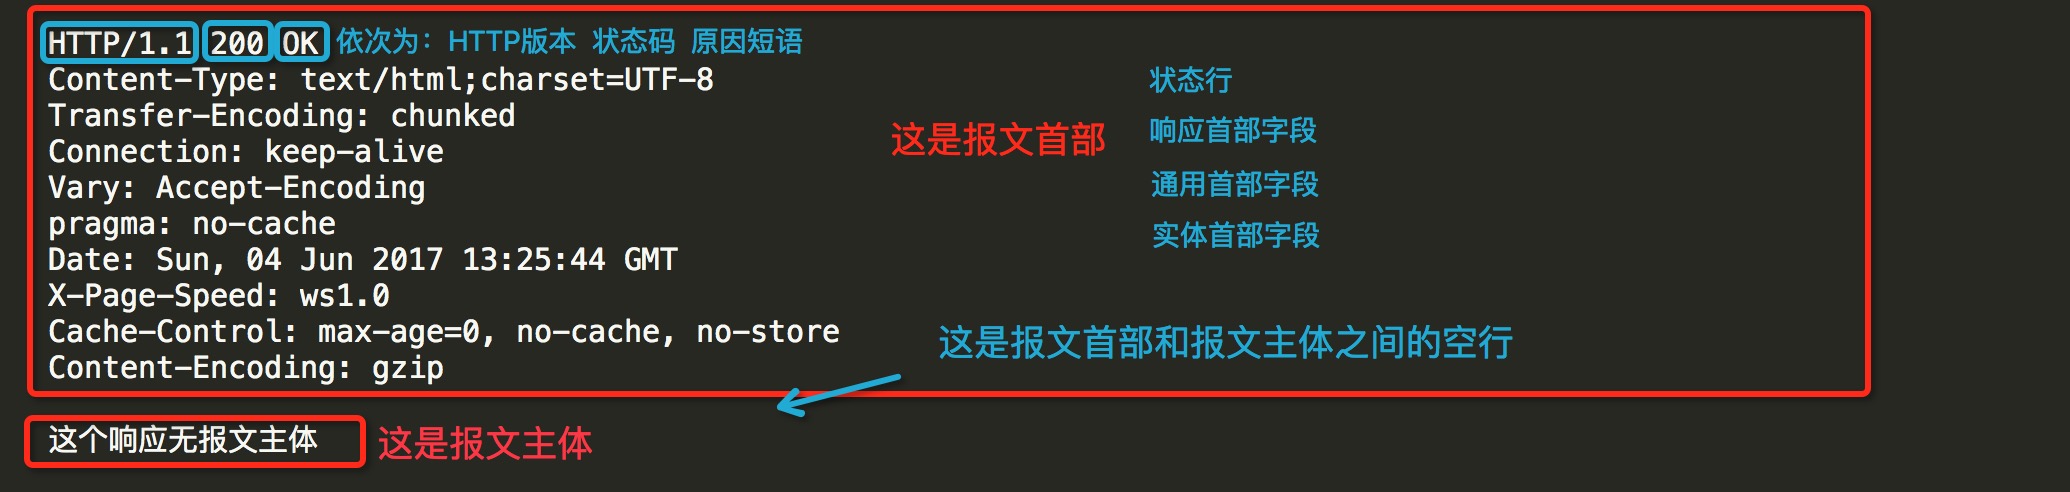 HTTP/1.1 200 OK 依次为：HTTP版本 状态码 原因短语
Content-Type: text/html;charset=UTF-8
状态行
Transfer-Encoding: chunked
响应首部字段
这是报文首部
Connection: keep-alive
Vary: Accept-Encoding
通用首部字段
pragma: no-cache
实体首部字段
Date: Sun, 04 Jun 2017 13:25:44 GMT
X-Page-Speed: ws1.0
Cache-Control: max-age=0, no-cache, no-store
这是报文首部和报文主体之间的空行
Content-Encoding: gzip
这个响应无报文主体 这是报文主体